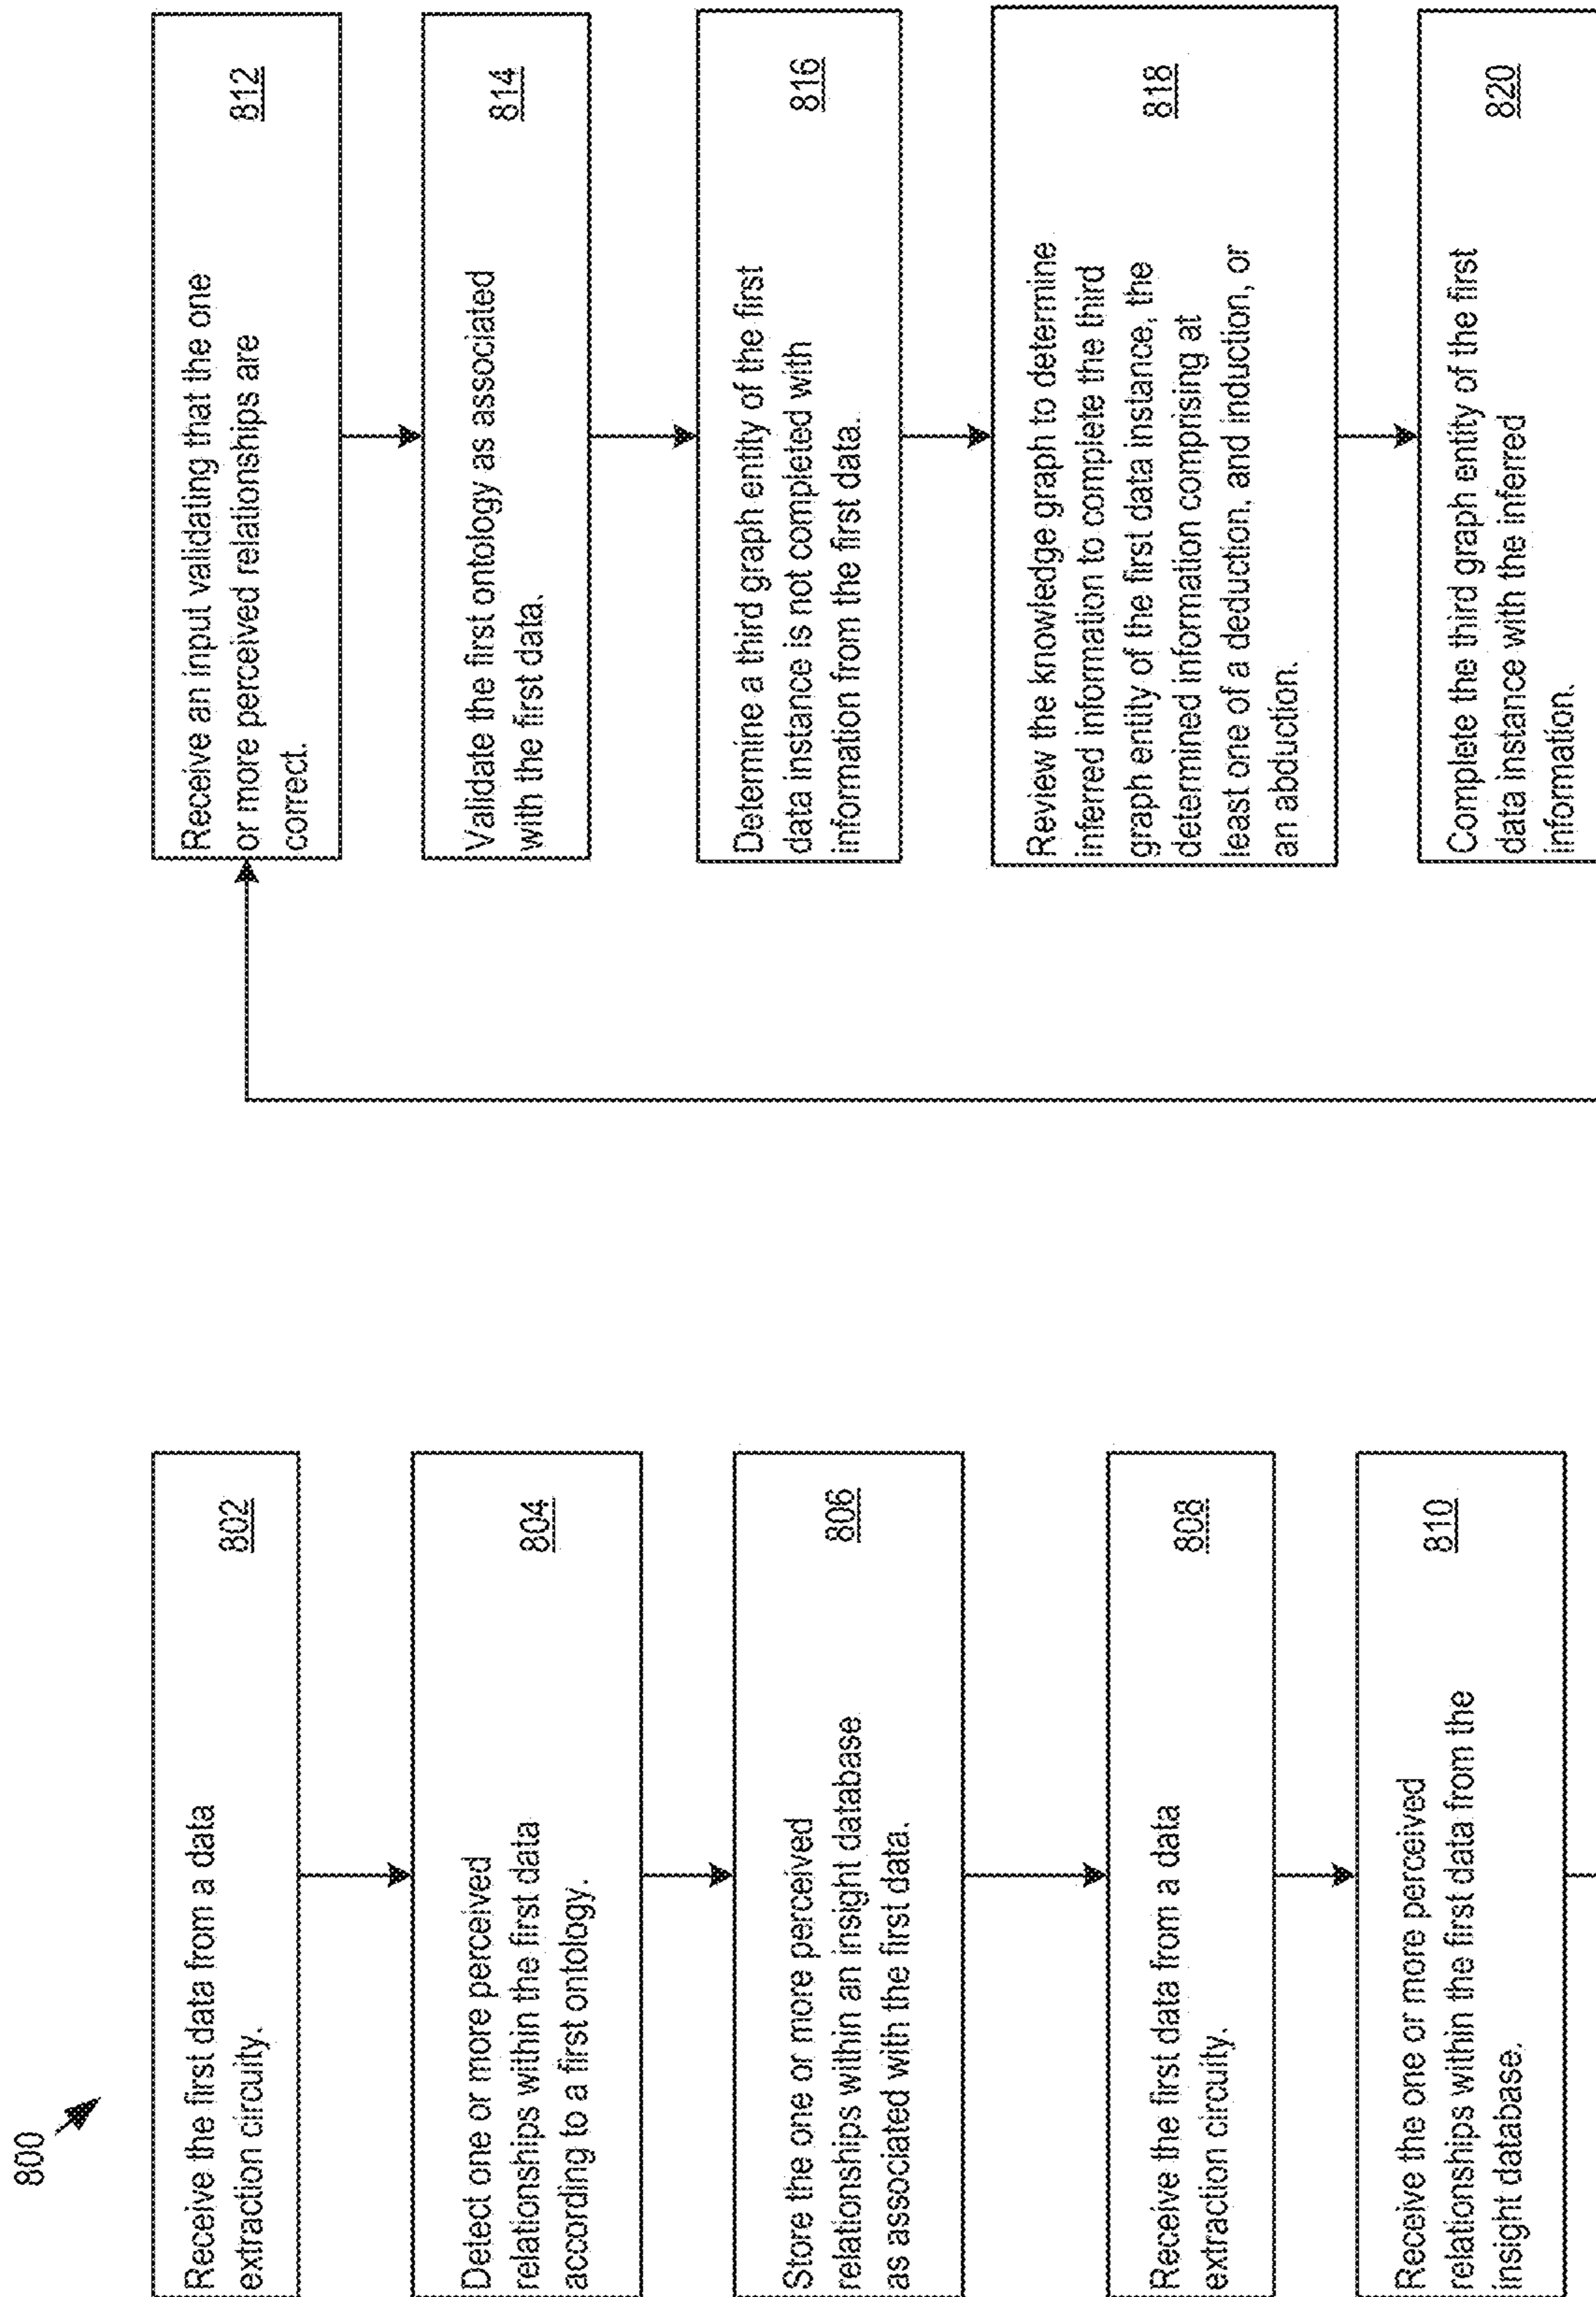 800
Receive the first data from a data
extraction circuity.
802
Detect one or more perceived
relationships within the first data
according to a first ontology.
804
Store the one or more perceived
relationships within an insight database
as associated with the first data.
806
Receive the first data from a data
extraction circuity.
808
Receive the one or more perceived
relationships within the first data from the
insight database.
810
Receive an input validating that the one
or more perceived relationships are
correct.
812
Validate the first ontology as associated
with the first data.
814
Determine a third graph entity of the first
data instance is not completed with
information from the first data.
816
Review the knowledge graph to determine
inferred information to complete the third
graph entity of the first data instance, the
determined information comprising at
least one of a deduction, and induction, or
an abduction.
818
Complete the third graph entity of the first
data instance with the inferred
information.
820